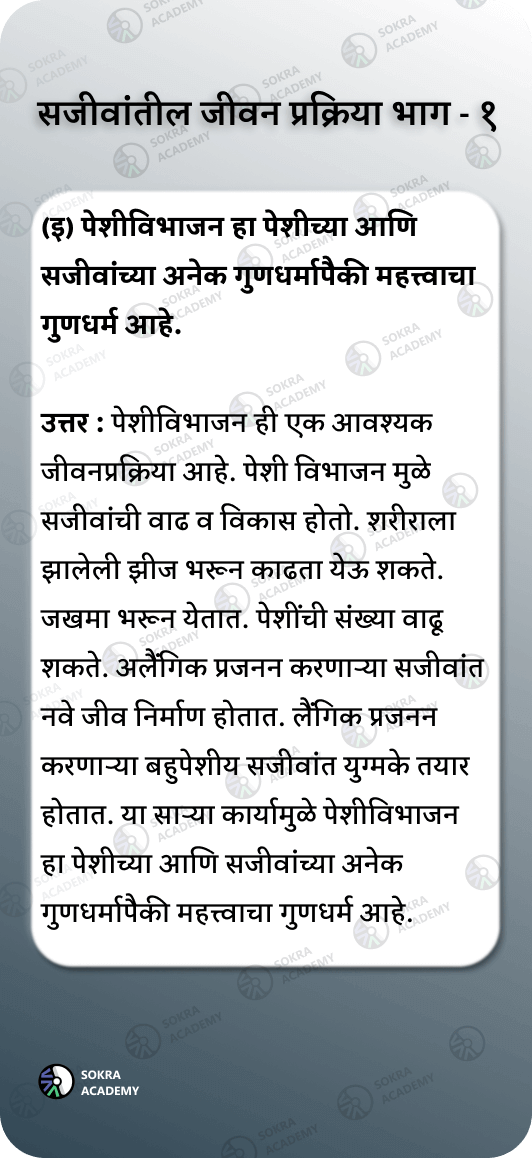 सजीवांतील जीवन प्रक्रिया भाग - १
(इ) पेशीविभाजन हा पेशीच्या आणि
सजीवांच्या अनेक गुणधर्मापैकी महत्त्वाचा
गुणधर्म आहे.
उत्तर : पेशीविभाजन ही एक आवश्यक
जीवनप्रक्रिया आहे. पेशी विभाजन मुळे
सजीवांची वाढ व विकास होतो. शरीराला
झालेली झीज भरून काढता येऊ शकते.
जखमा भरून येतात. पेशींची संख्या वाढू
शकते. अलैंगिक प्रजनन करणाऱ्या सजीवांत
नवे जीव निर्माण होतात. लैंगिक प्रजनन
करणाऱ्या बहुपेशीय सजीवांत युग्मके तयार
होतात. या साऱ्या कार्यामुळे पेशीविभाजन
हा पेशीच्या आणि सजीवांच्या अनेक
गुणधर्मापैकी महत्त्वाचा गुणधर्म आहे.
SOKRA
ACADEMY